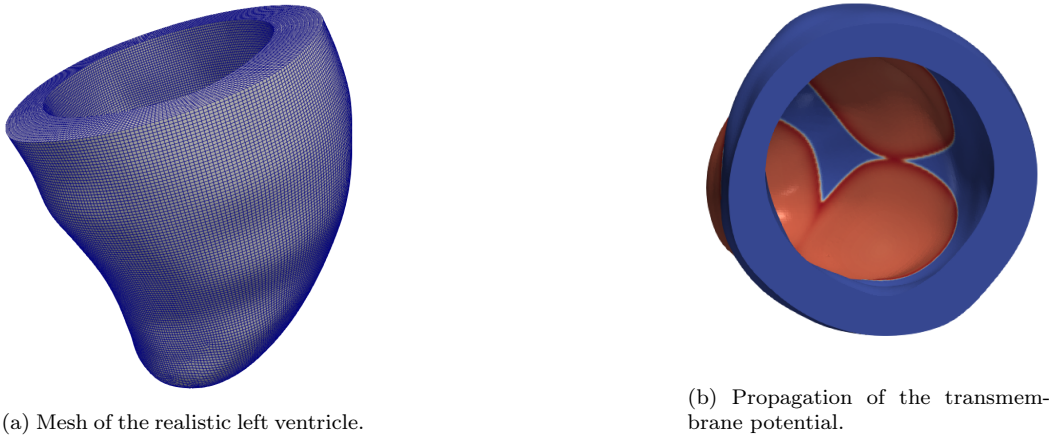 (a) Mesh of the realistic left ventricle.
(b) Propagation of the transmem-
brane potential.